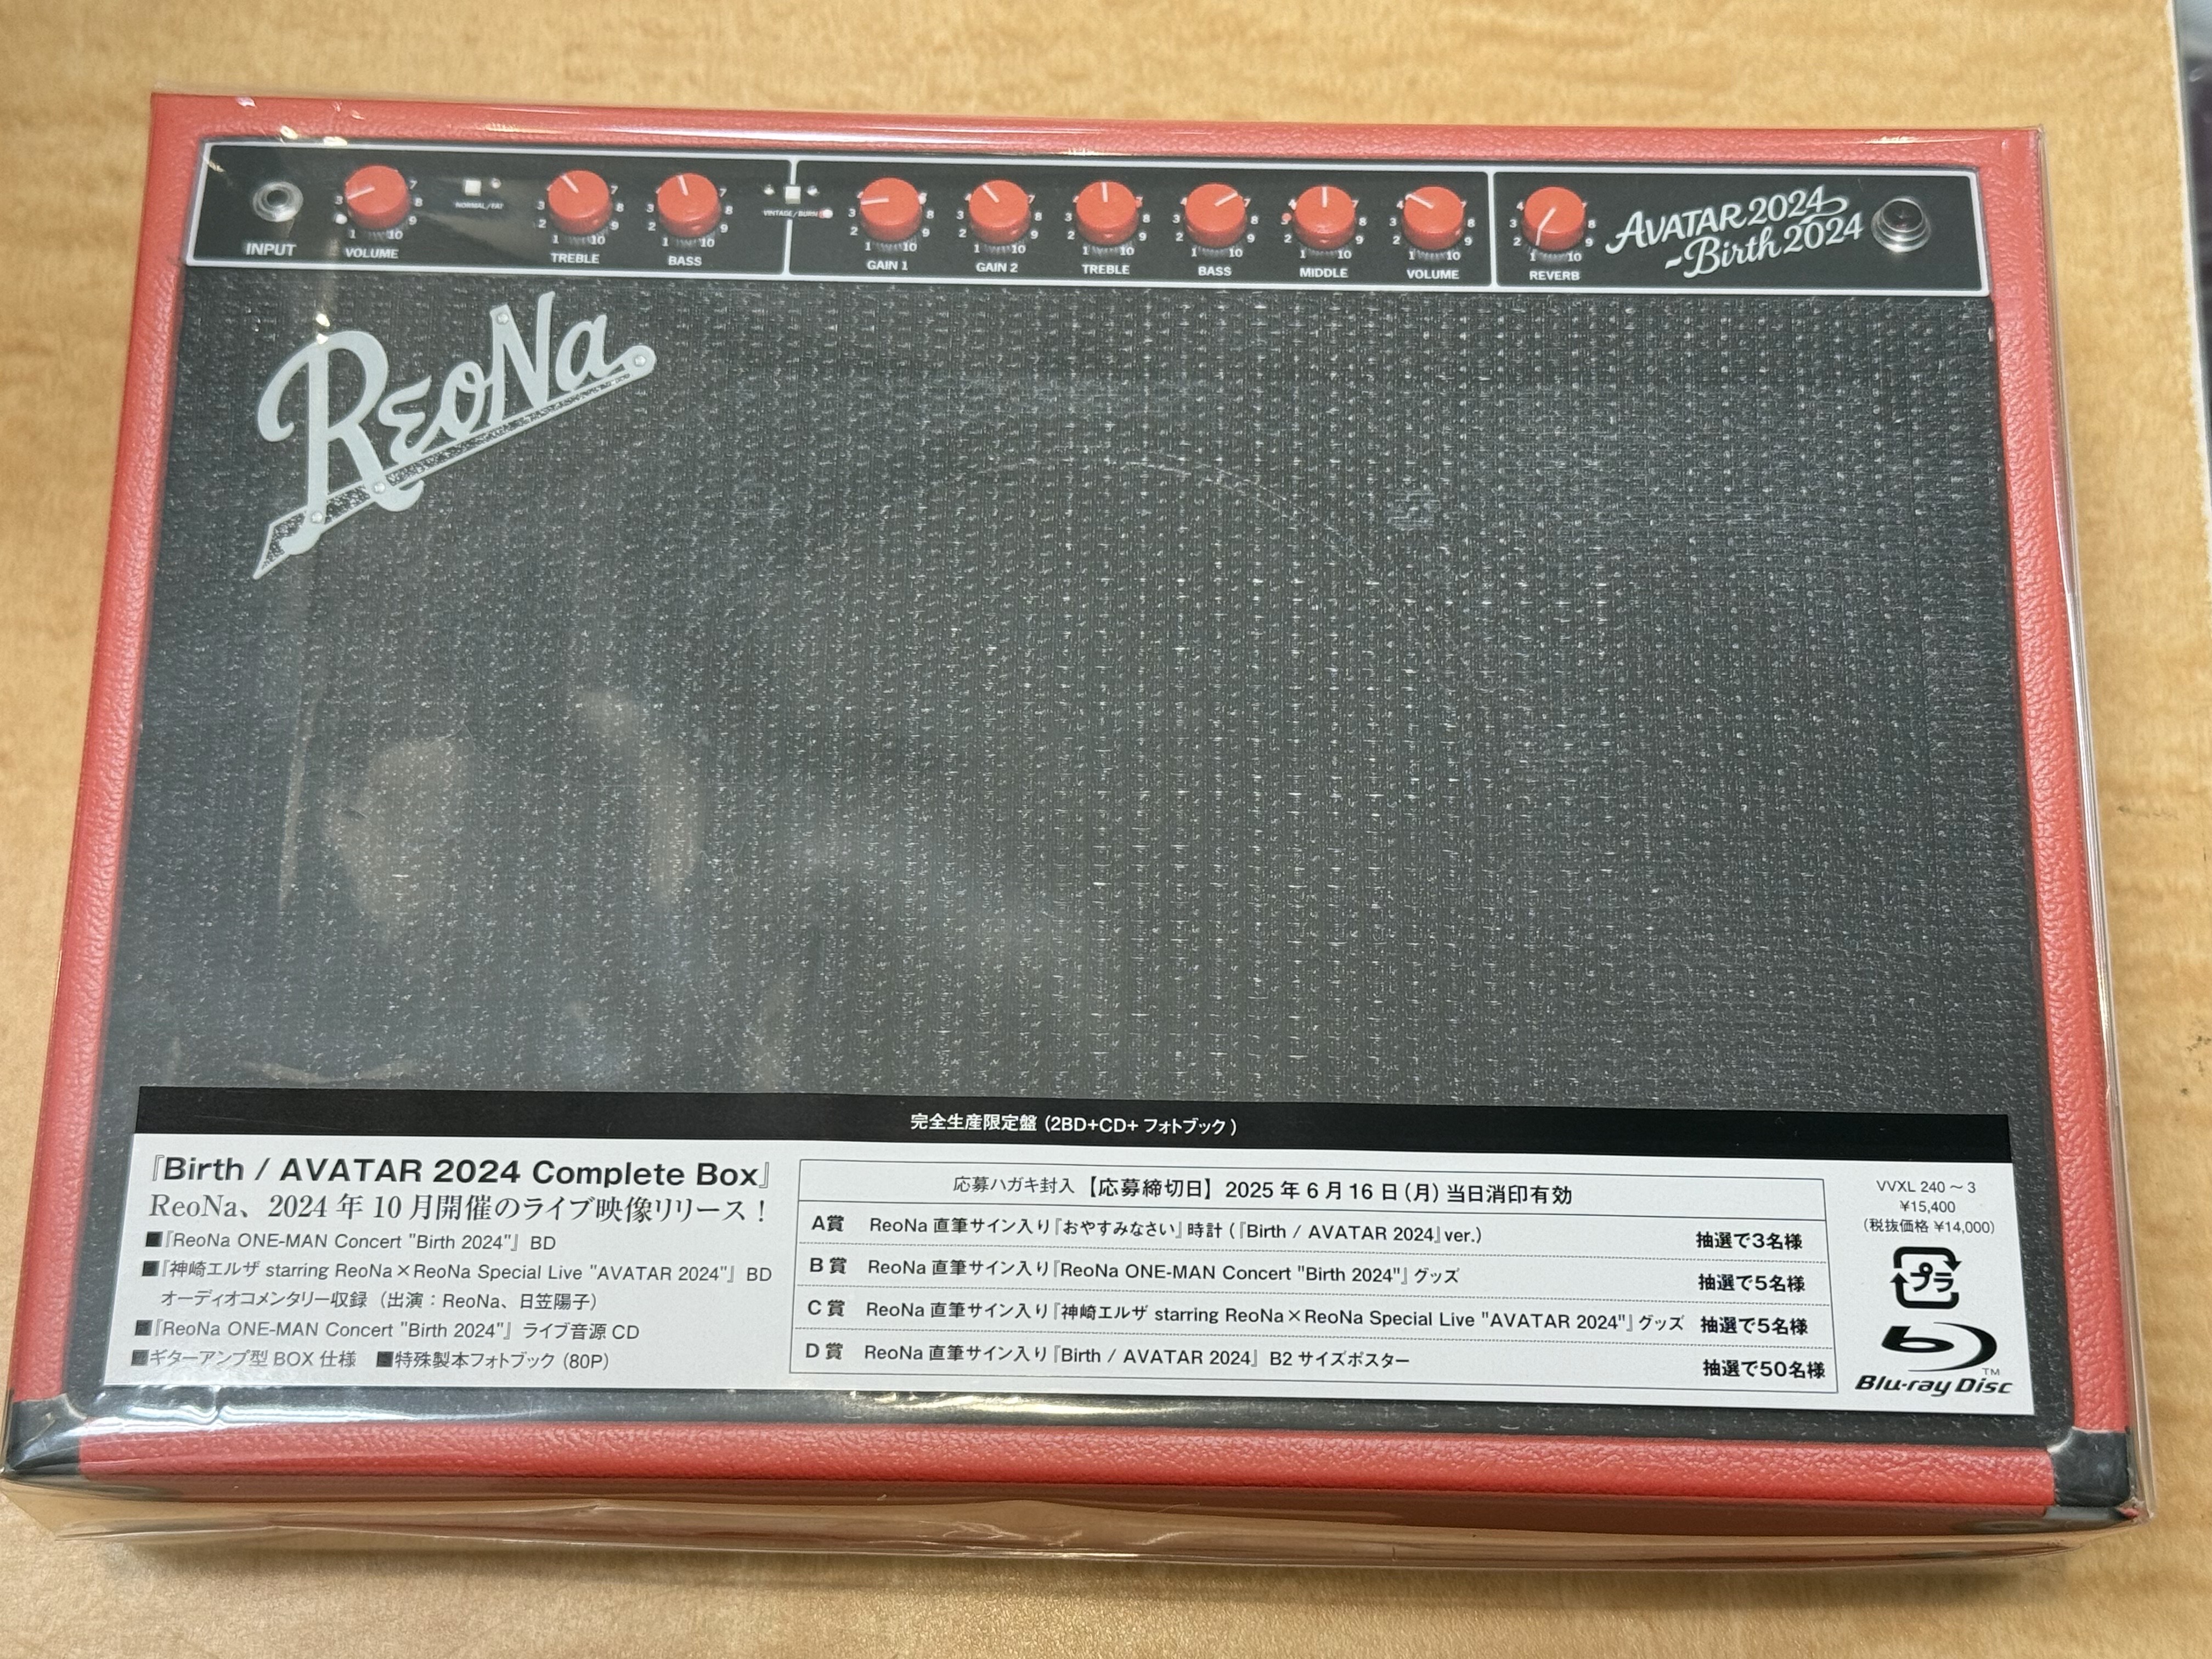 INPUT
VOLUME
NORMAL/FAT
TREBLE
BASS
VINTAGE/BURN
GAIN 1
GAIN 2
TREBLE
BASS
MIDDLE
VOLUME
REVERB
AVATAR 2024
~Birth 2024
ReoNa
完全生産限定盤 (2BD+CD+ フォトブック)
『Birth / AVATAR 2024 Complete Box』
ReoNa、2024 年 10 月開催のライブ映像リリース!
■『ReoNa ONE-MAN Concert "Birth 2024"』 BD
■『神崎エルザ starring ReoNa×ReoNa Special Live "AVATAR 2024"』 BD
オーディオコメンタリー収録(出演:ReoNa、日笠陽子)
■『ReoNa ONE-MAN Concert "Birth 2024"』 ライブ音源 CD
■ギターアンプ型 BOX 仕様 ■特殊製本フォトブック (80P)
応募ハガキ封入 【応募締切日】 2025 年 6 月 16 日 (月) 当日消印有効
A賞 ReoNa 直筆サイン入り『おやすみなさい』時計 (『Birth / AVATAR 2024』ver.) 抽選で3名様
B 賞 ReoNa 直筆サイン入り『ReoNa ONE-MAN Concert "Birth 2024"』グッズ 抽選で5名様
C 賞 ReoNa 直筆サイン入り『神崎エルザ starring ReoNa×ReoNa Special Live "AVATAR 2024"』グッズ 抽選で5名様
D 賞 ReoNa 直筆サイン入り『Birth / AVATAR 2024』 B2 サイズポスター 抽選で50名様
VVXL 240～3
¥15,400
(税抜価格 ¥14,000)
プラ
Blu-ray Disc TM